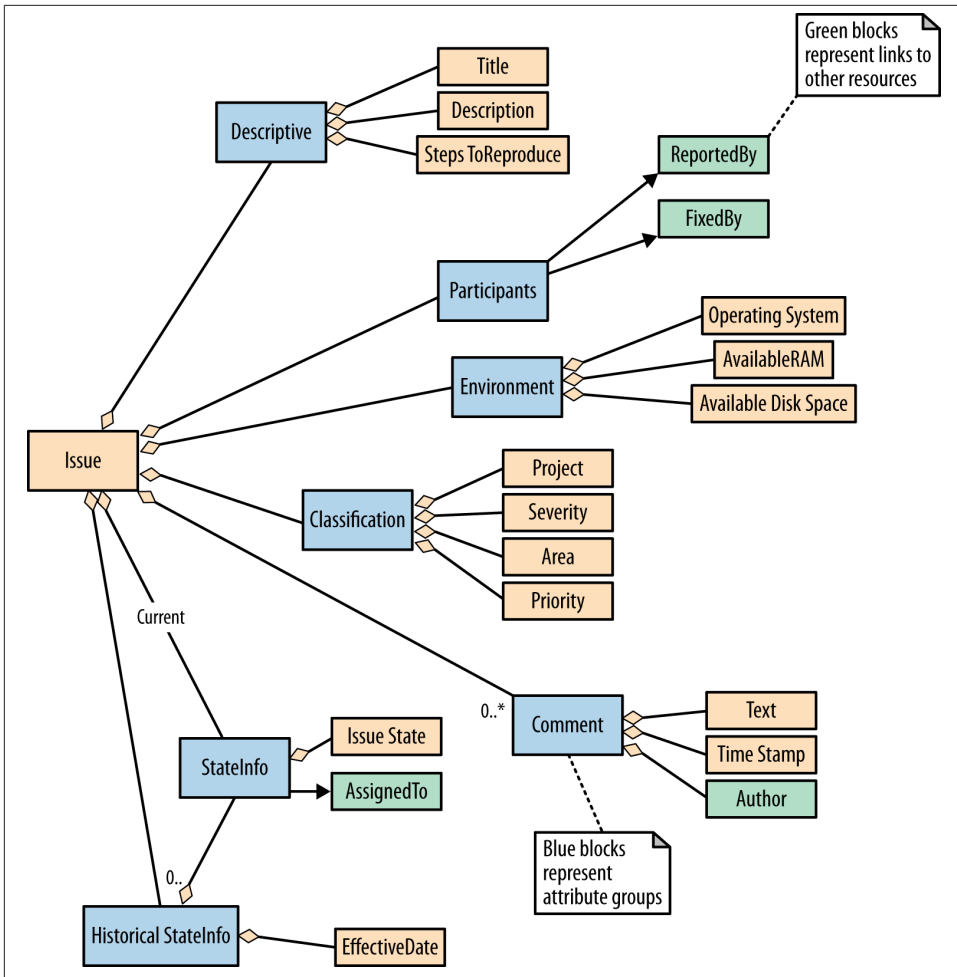 Green blocks
represent links to
other resources
Title
Description
Steps ToReproduce
Descriptive
ReportedBy
FixedBy
Participants
Operating System
AvailableRAM
Available Disk Space
Environment
Issue
Project
Severity
Area
Priority
Classification
Current
0..*
Comment
Text
Time Stamp
Author
Issue State
StateInfo
AssignedTo
Blue blocks
represent
attribute groups
0..
Historical StateInfo
EffectiveDate